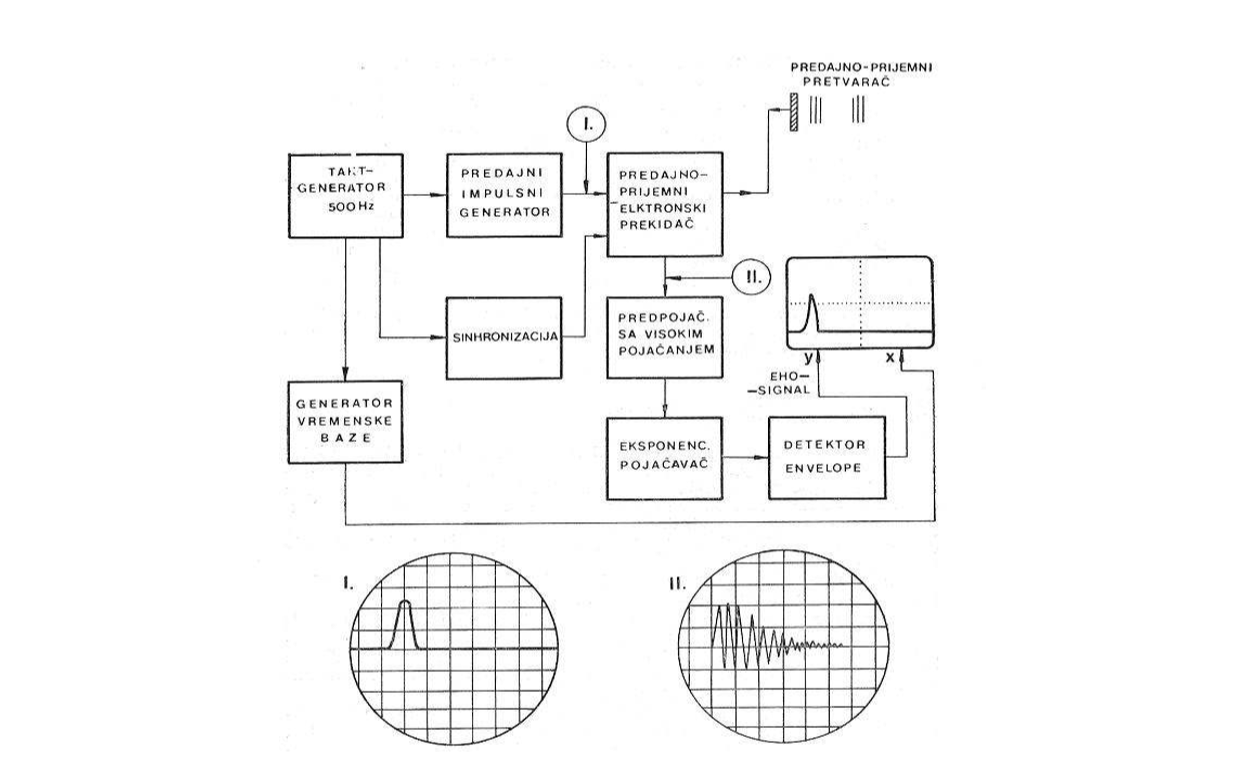 PREDAJNO-PRIJEMNI
PRETVARAČ
I.
TAKT-
GENERATOR
500Hz
PREDAJNI
IMPULSNI
GENERATOR
PREDAJNO-
PRIJEMNI
ELKTRONSKI
PREKIDAČ
II.
SINHRONIZACIJA
PREDPOJAČ.
SA VISOKIM
POJAČANJEM
y
x
EHO-
-SIGNAL
GENERATOR
VREMENSKE
BAZE
EKSPONENC.
POJAČAVAČ
DETEKTOR
ENVELOPE
I.
II.